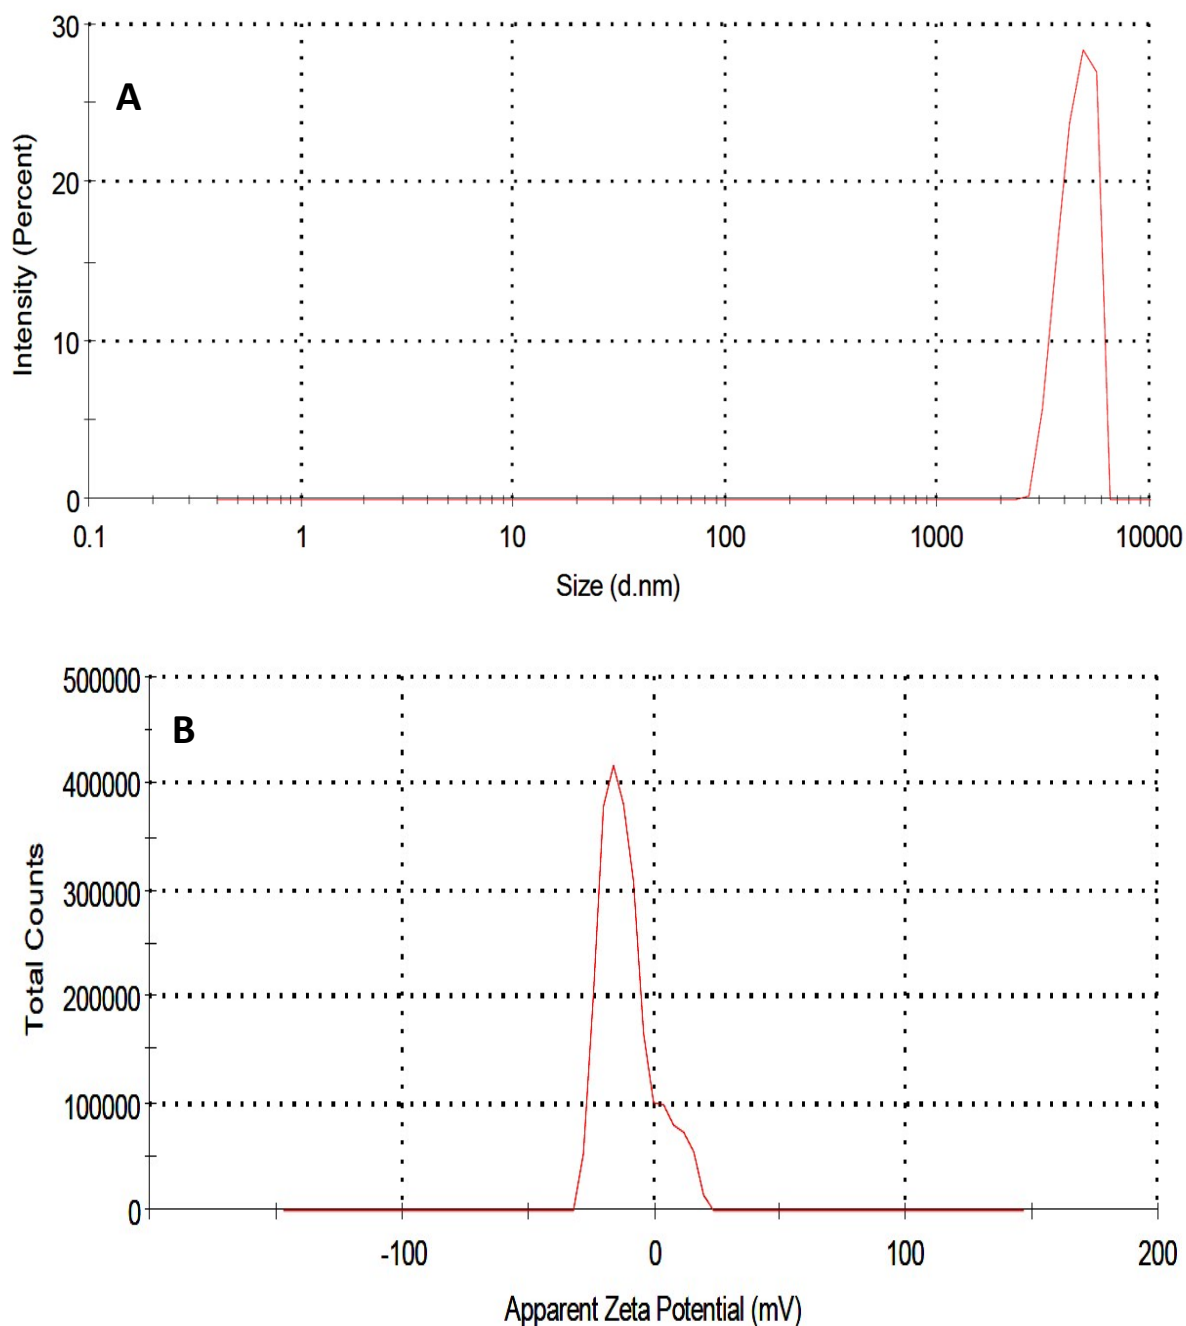 30
A
20
10
0
Intensity (Percent)
0.1 1 10 100 1000 10000
Size (d.nm)
500000
B
400000
300000
200000
100000
0
Total Counts
-100 0 100 200
Apparent Zeta Potential (mV)